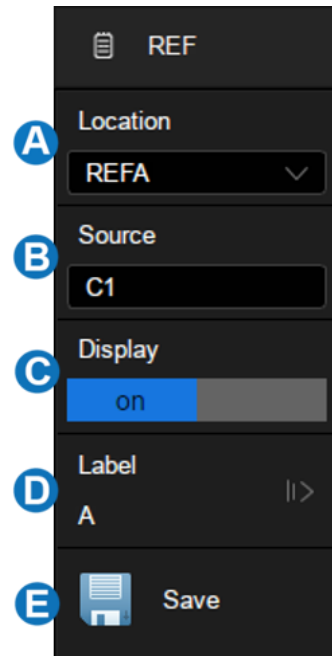 REF
A
Location
REFA
B
Source
C1
C
Display
on
D
Label
A
E
Save